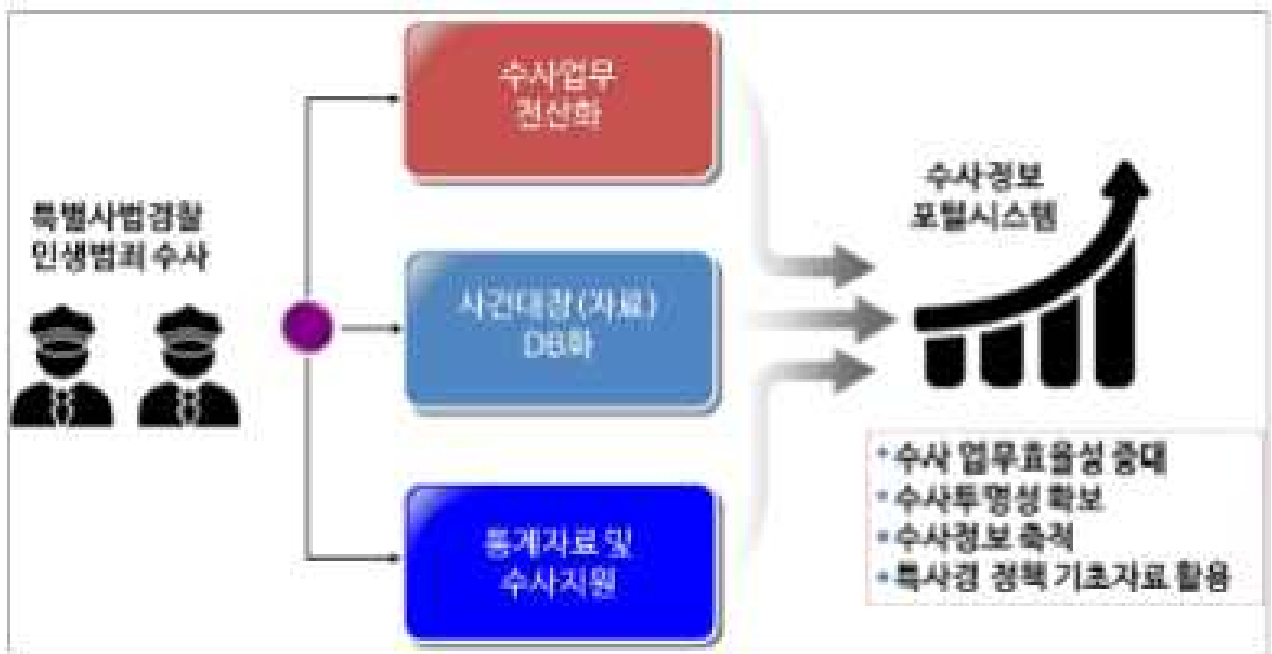 특별사법경찰
민생범죄 수사
수사업무
전산화
사건대장(자료)
DB화
통계자료 및
수사지원
수사정보
포털시스템
• 수사 업무효율성 증대
• 수사투명성 확보
• 수사정보 축적
• 특사경 정책 기초자료 활용